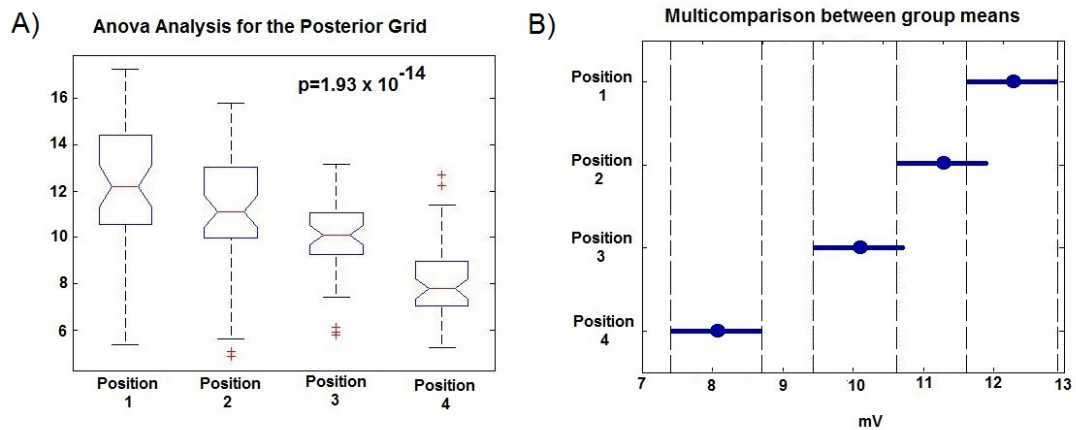 A)
Anova Analysis for the Posterior Grid
p=1.93 x 10^-14
16
14
12
10
8
6
Position
1
Position
2
Position
3
Position
4
B)
Multicomparison between group means
Position
1
Position
2
Position
3
Position
4
7 8 9 10 11 12 13
mV